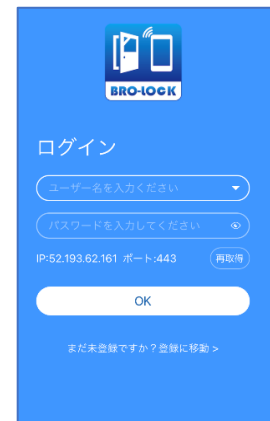 BRO-LOCK
ログイン
ユーザー名を入力ください
パスワードを入力してください
IP:52.193.62.161 ポート:443 再取得
OK
まだ未登録ですか？登録に移動 >